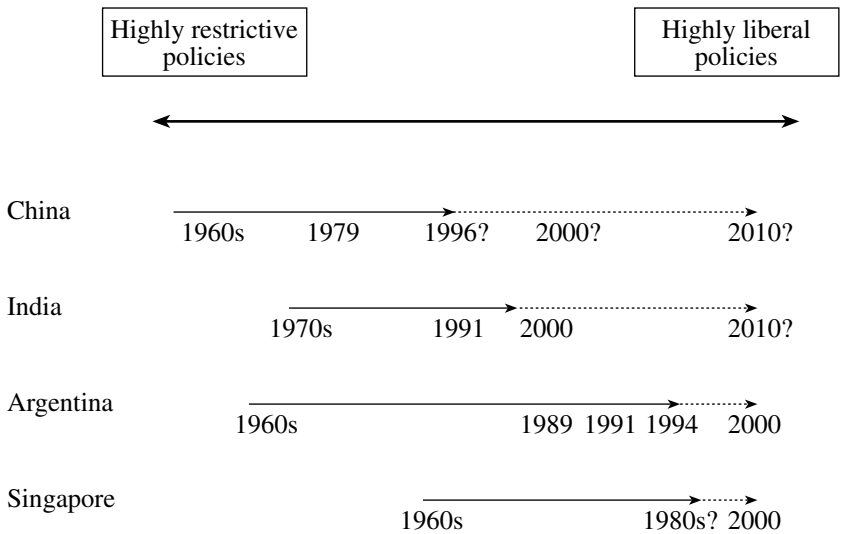 Highly restrictive
policies
Highly liberal
policies
China
1960s 1979 1996? 2000? 2010?
India
1970s 1991 2000 2010?
Argentina
1960s 1989 1991 1994 2000
Singapore
1960s 1980s? 2000